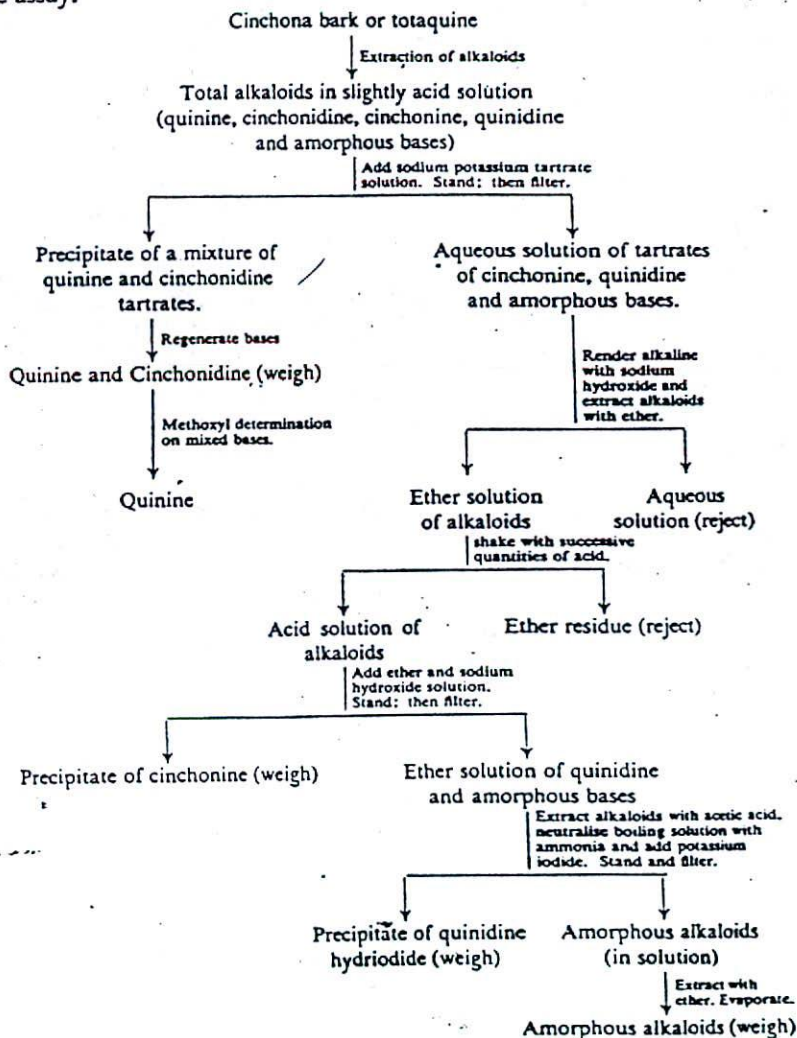 assay.
Cinchona bark or totaquine
Extraction of alkaloids
Total alkaloids in slightly acid solution
(quinine, cinchonidine, cinchonine, quinidine
and amorphous bases)
Add sodium potassium tartrate
solution. Stand; then filter.
Precipitate of a mixture of
quinine and cinchonidine
tartrates.
Aqueous solution of tartrates
of cinchonine, quinidine
and amorphous bases.
Regenerate bases
Quinine and Cinchonidine (weigh)
Methoxyl determination
on mixed bases.
Quinine
Render alkaline
with sodium
hydroxide and
extract alkaloids
with ether.
Ether solution
of alkaloids
Aqueous
solution (reject)
shake with successive
quantities of acid.
Acid solution of
alkaloids
Ether residue (reject)
Add ether and sodium
hydroxide solution.
Stand; then filter.
Precipitate of cinchonine (weigh)
Ether solution of quinidine
and amorphous bases
Extract alkaloids with acetic acid.
neutralise boiling solution with
ammonia and add potassium
iodide. Stand and filter.
Precipitate of quinidine
hydriodide (weigh)
Amorphous alkaloids
(in solution)
Extract with
ether. Evaporate.
Amorphous alkaloids (weigh)